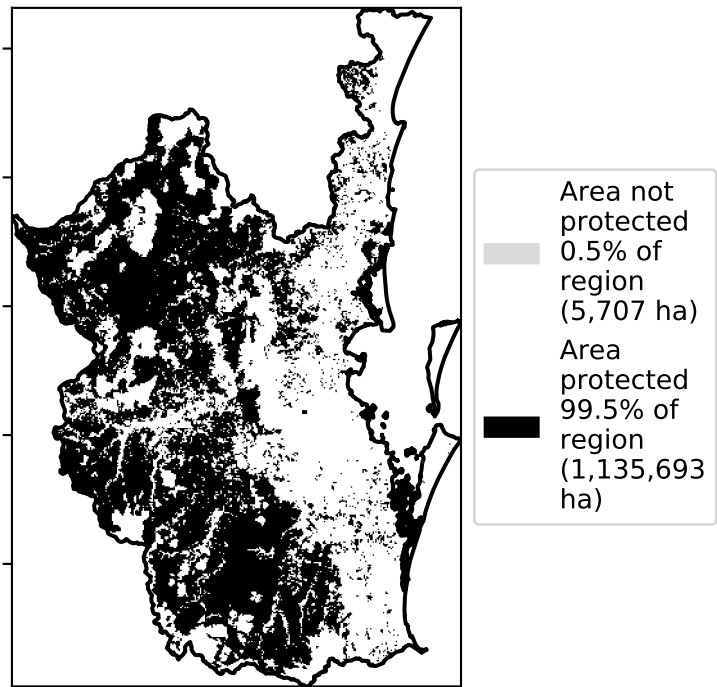 Area not
protected
0.5% of
region
(5,707 ha)
Area
protected
99.5% of
region
(1,135,693
ha)